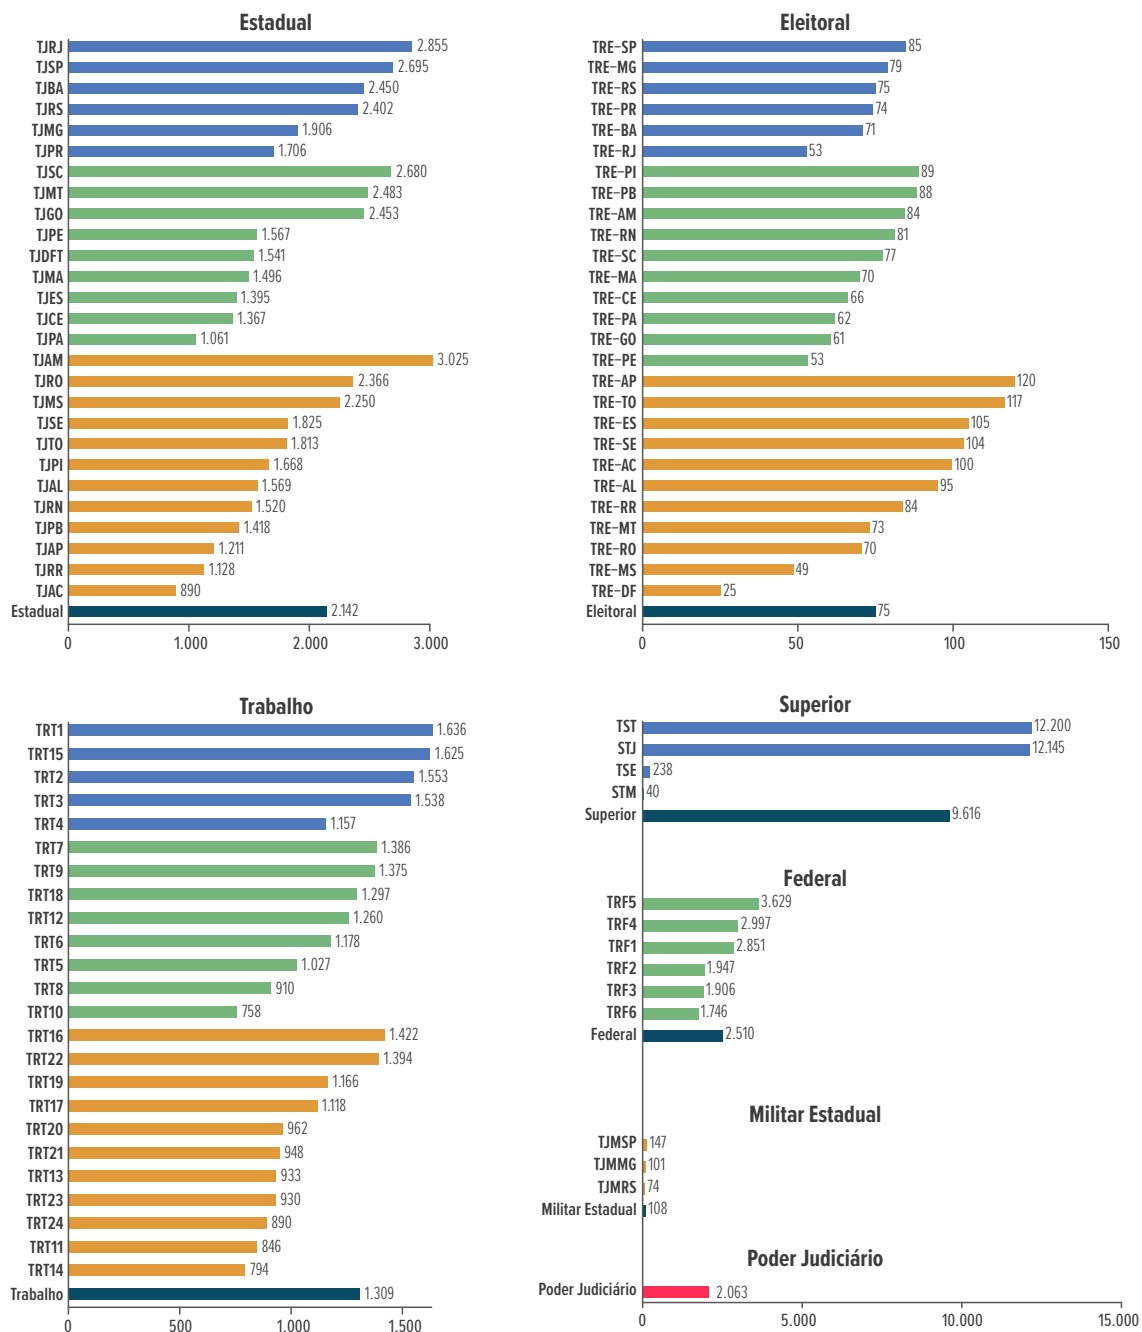 Estadual
TJRJ 2.855
TJSP 2.695
TJBA 2.450
TJRS 2.402
TJMG 1.906
TJPR 1.706
TJSC 2.680
TJMT 2.483
TJGO 2.453
TJPE 1.567
TJDFT 1.541
TJMA 1.496
TJES 1.395
TJCE 1.367
TJPA 1.061
TJAM 3.025
TJRO 2.366
TJMS 2.250
TJSE 1.825
TJTO 1.813
TJPI 1.668
TJAL 1.569
TJRN 1.520
TJPB 1.418
TJAP 1.211
TJRR 1.128
TJAC 890
Estadual 2.142
0 1.000 2.000 3.000
Eleitoral
TRE-SP 85
TRE-MG 79
TRE-RS 75
TRE-PR 74
TRE-BA 71
TRE-RJ 53
TRE-PI 89
TRE-PB 88
TRE-AM 84
TRE-RN 81
TRE-SC 77
TRE-MA 70
TRE-CE 66
TRE-PA 62
TRE-GO 61
TRE-PE 53
TRE-AP 120
TRE-TO 117
TRE-ES 105
TRE-SE 104
TRE-AC 100
TRE-AL 95
TRE-RR 84
TRE-MT 73
TRE-RO 70
TRE-MS 49
TRE-DF 25
Eleitoral 75
0 50 100 150
Trabalho
TRT1 1.636
TRT15 1.625
TRT2 1.553
TRT3 1.538
TRT4 1.157
TRT7 1.386
TRT9 1.375
TRT18 1.297
TRT12 1.260
TRT6 1.178
TRT5 1.027
TRT8 910
TRT10 758
TRT16 1.422
TRT22 1.394
TRT19 1.166
TRT17 1.118
TRT20 962
TRT21 948
TRT13 933
TRT23 930
TRT24 890
TRT11 846
TRT14 794
Trabalho 1.309
0 500 1.000 1.500
Superior
TST 12.200
STJ 12.145
TSE 238
STM 40
Superior 9.616
Federal
TRF5 3.629
TRF4 2.997
TRF1 2.851
TRF2 1.947
TRF3 1.906
TRF6 1.746
Federal 2.510
Militar Estadual
TJMSP 147
TJMMG 101
TJMRS 74
Militar Estadual 108
Poder Judiciário
Poder Judiciário 2.063
0 5.000 10.000 15.000